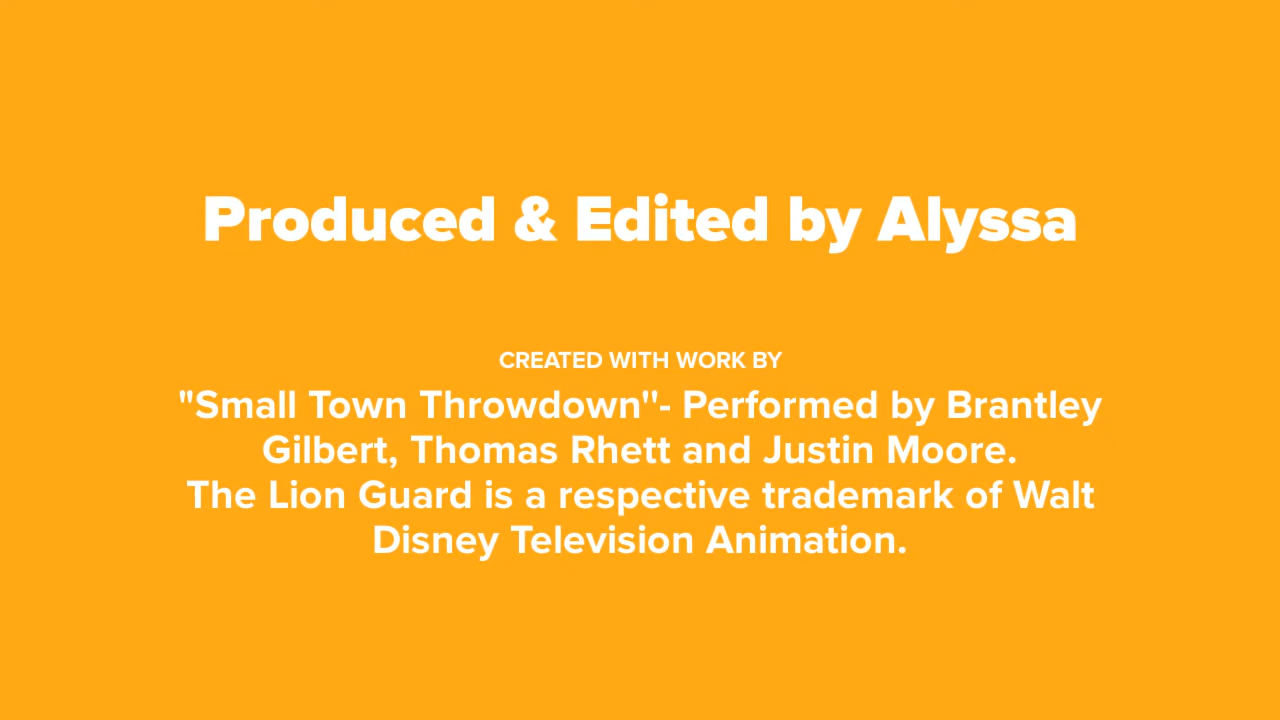 Produced & Edited by Alyssa
CREATED WITH WORK BY
"Small Town Throwdown''- Performed by Brantley
Gilbert, Thomas Rhett and Justin Moore.
The Lion Guard is a respective trademark of Walt
Disney Television Animation.